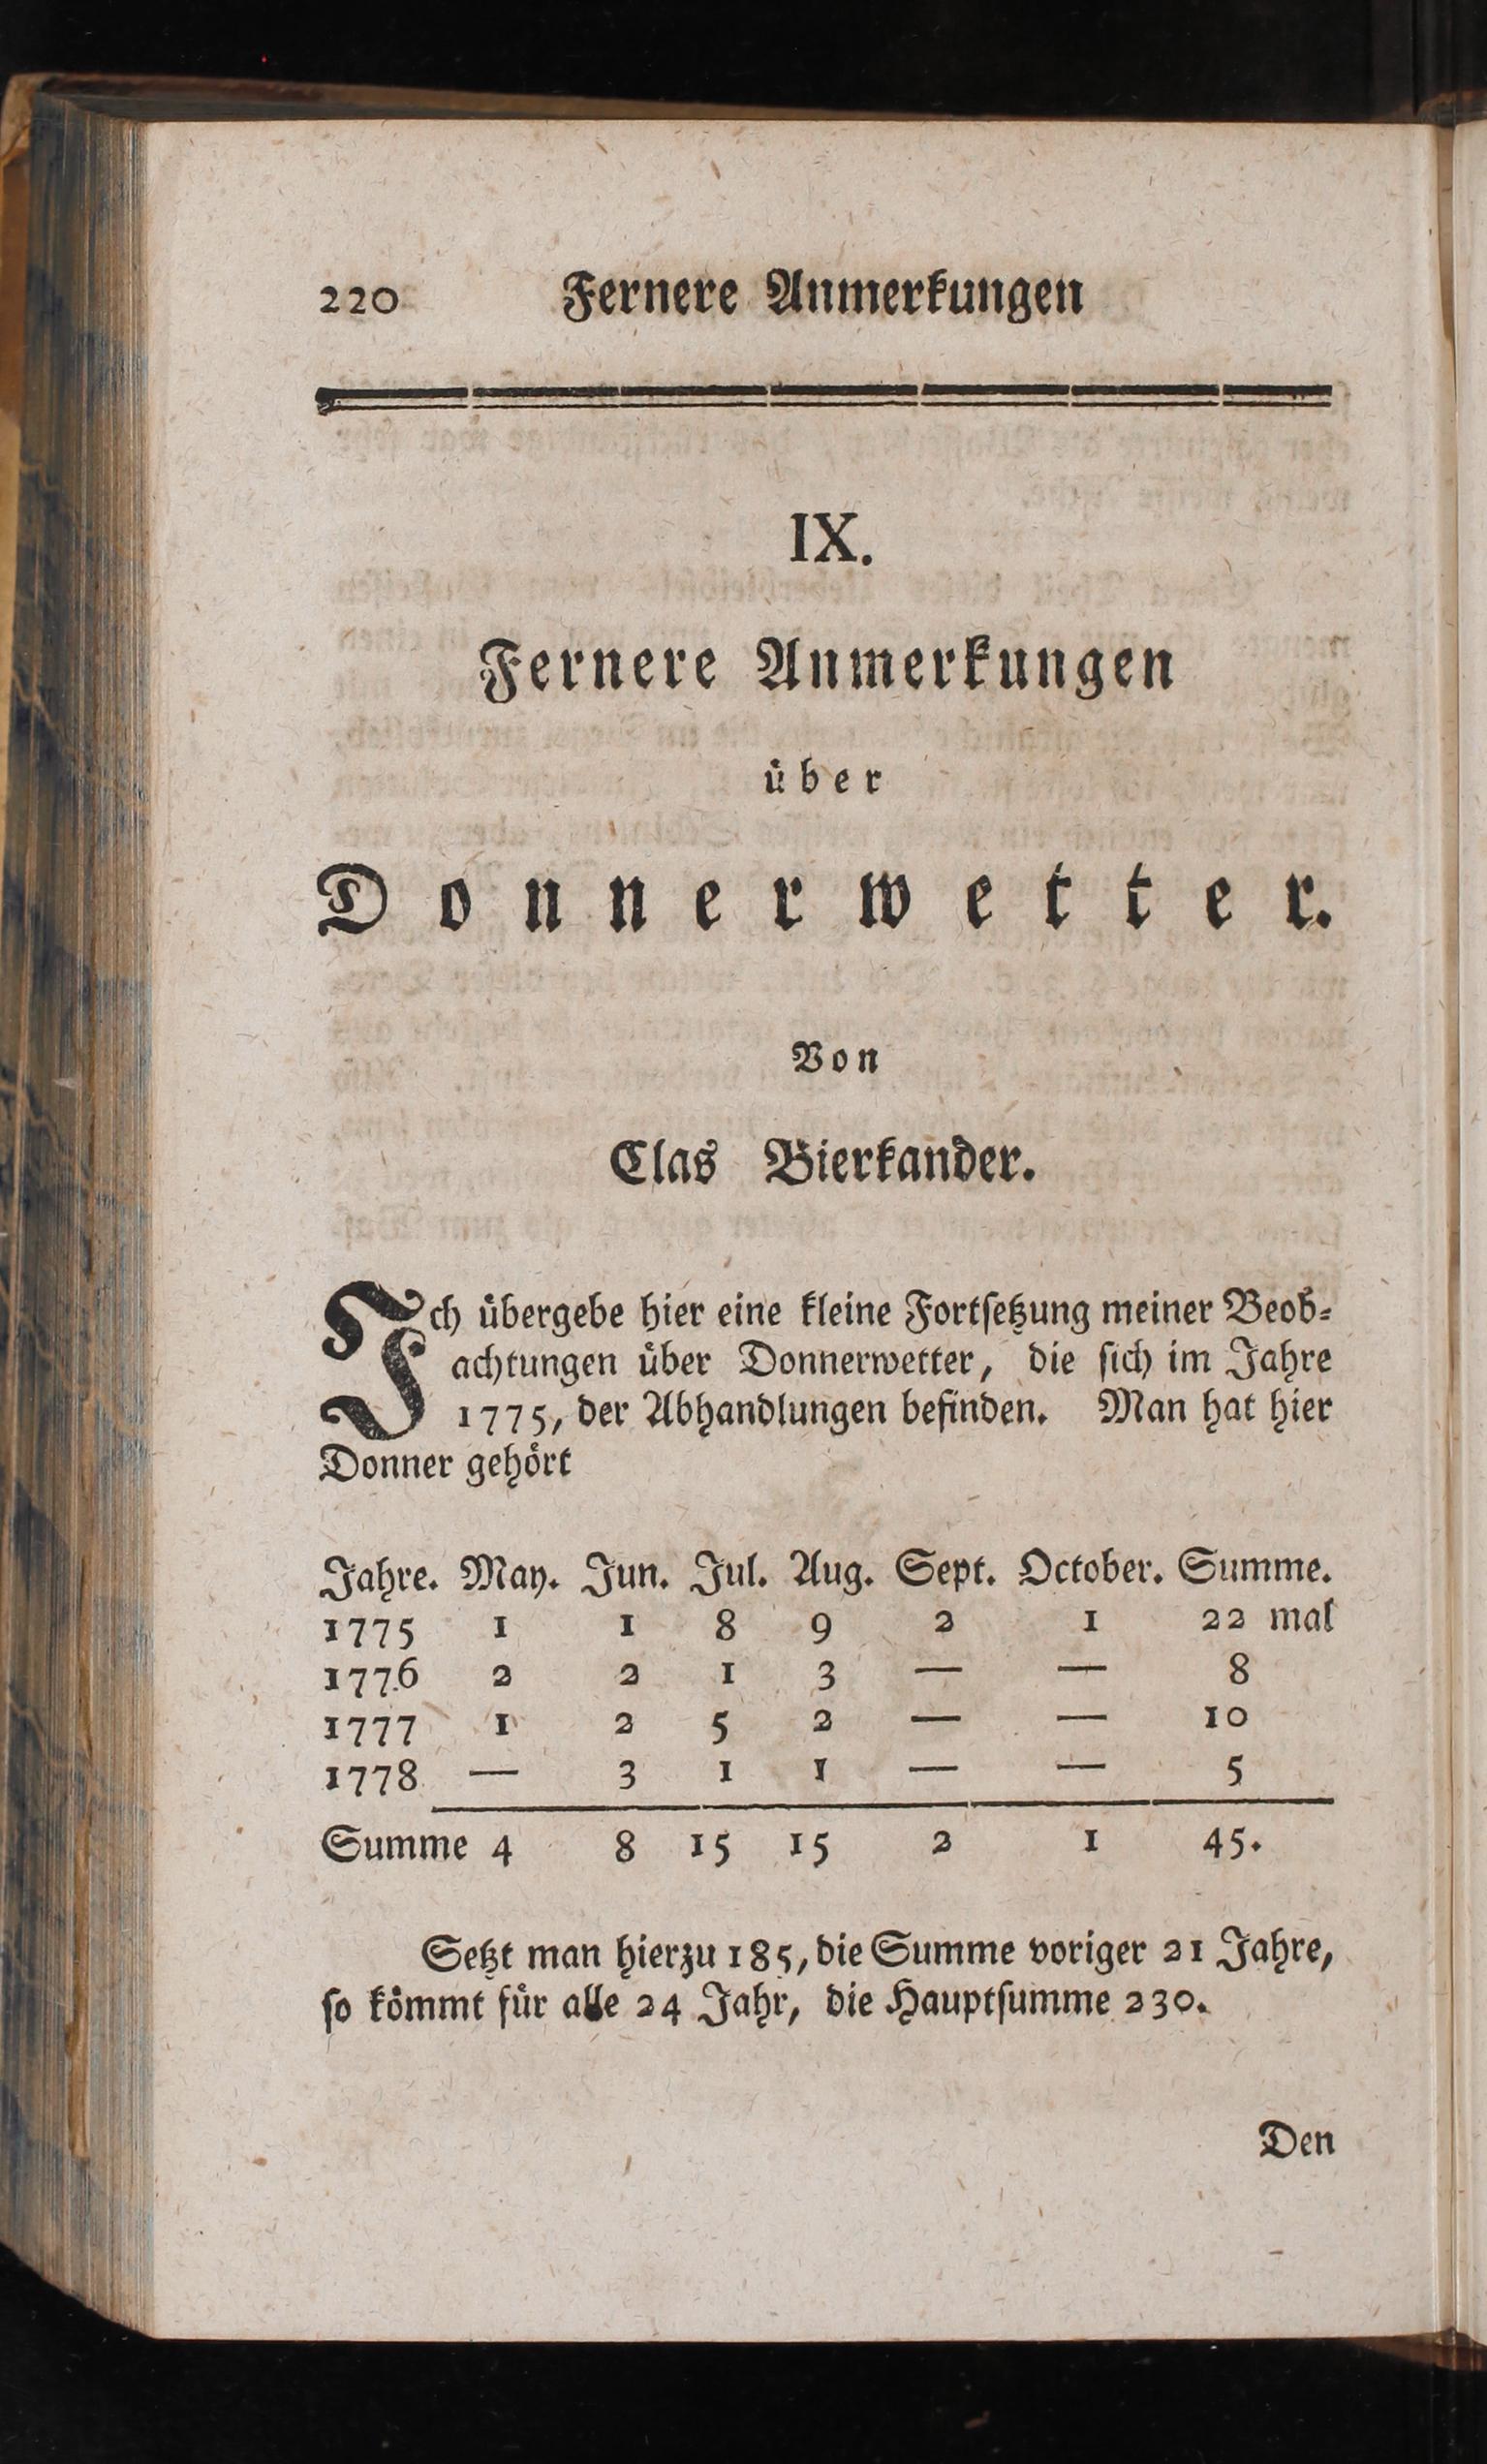 220 Fernere Anmerkungen
IX.
Fernere Anmerkungen
über
Donnerwetter.
Von
Clas Bierkander.
Ich übergebe hier eine kleine Fortſetzung meiner Beob-
achtungen über Donnerwetter, die ſich im Jahre
1775, der Abhandlungen befinden. Man hat hier
Donner gehört
Jahre. May. Jun. Jul. Aug. Sept. October. Summe.
1775 1 1 8 9 2 1 22 mal
1776 2 2 1 3 — — 8
1777 1 2 5 2 — — 10
1778 — 3 1 1 — — 5
Summe 4 8 15 15 2 1 45.
Setzt man hierzu 185, die Summe voriger 21 Jahre,
ſo kömmt für alle 24 Jahr, die Hauptſumme 230.
Den